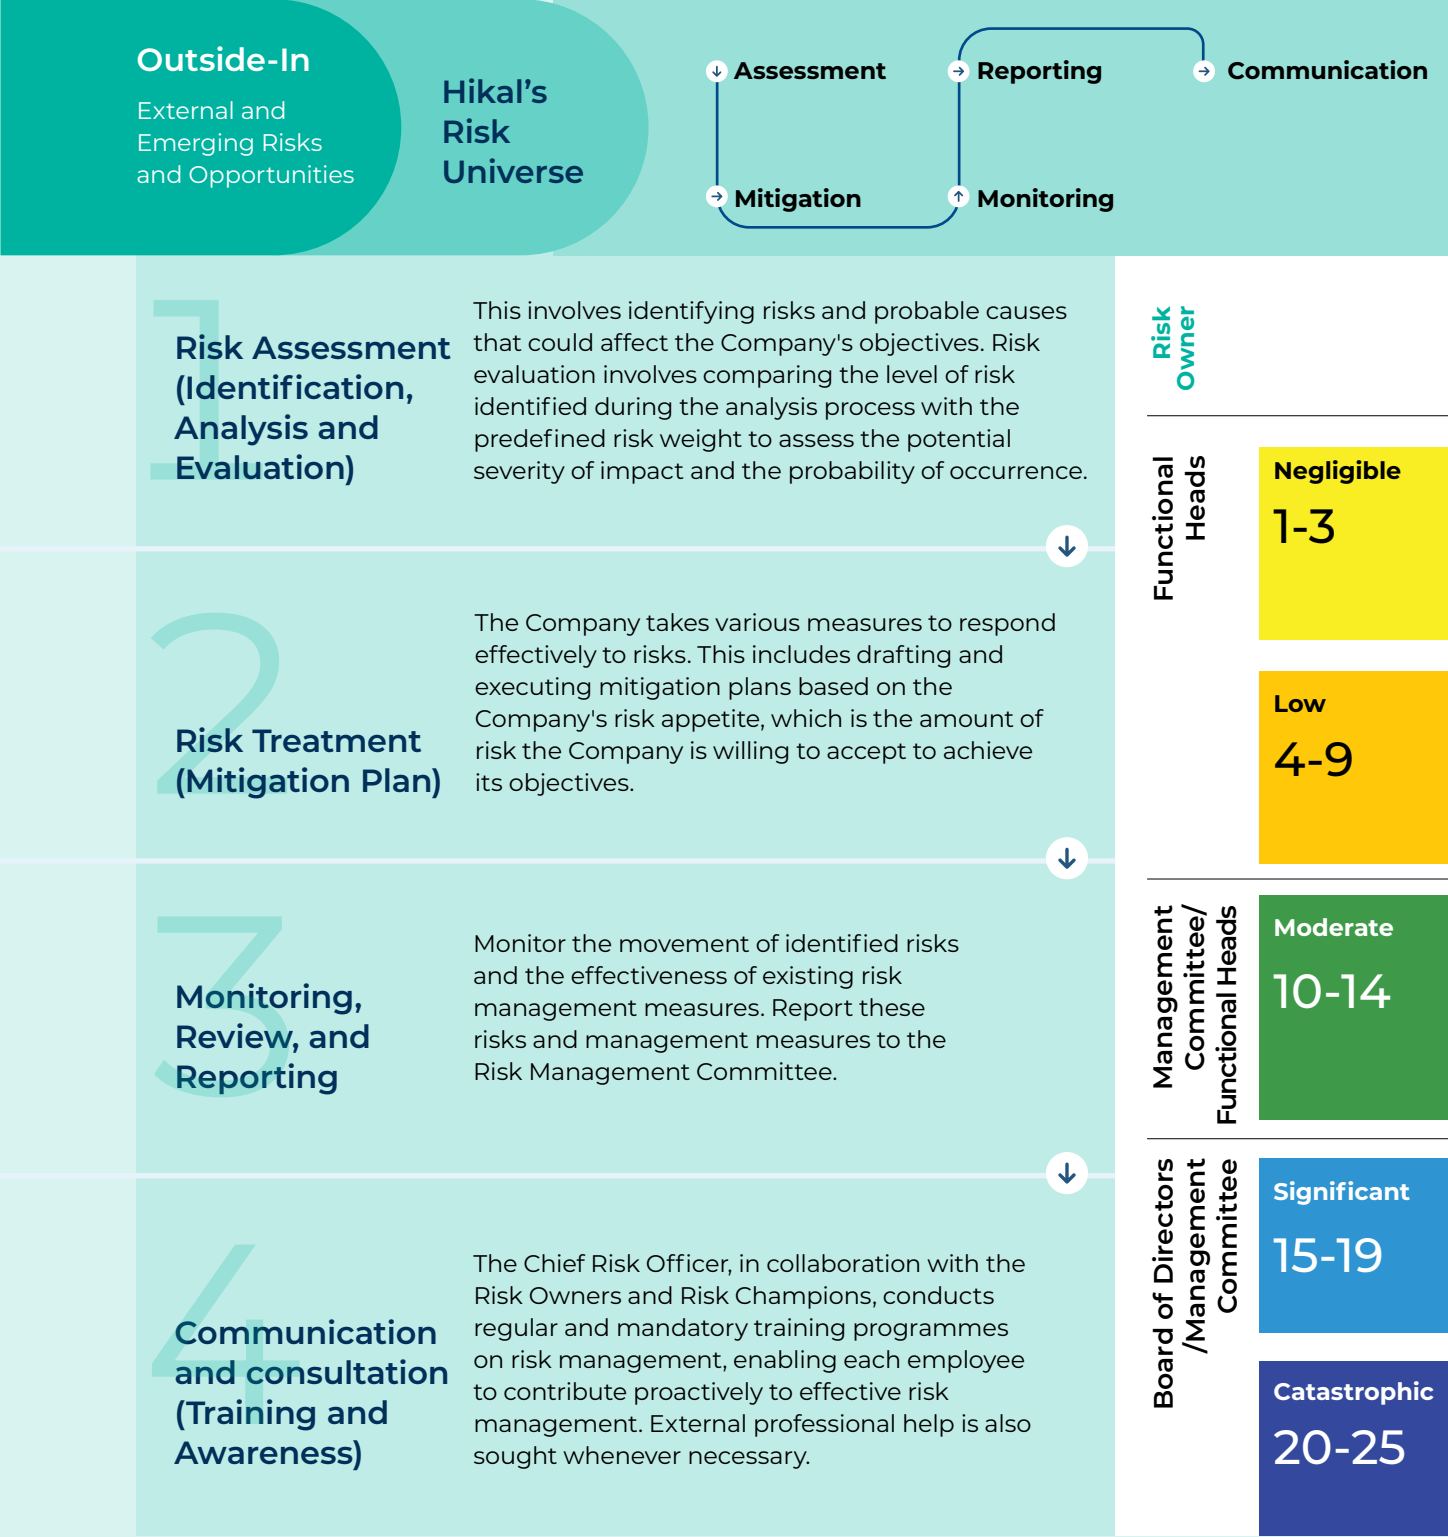 Outside-In
External and
Emerging Risks
and Opportunities
Hikal’s
Risk
Universe
Assessment
Reporting
Communication
Mitigation
Monitoring
1
Risk Assessment
(Identification,
Analysis and
Evaluation)
This involves identifying risks and probable causes
that could affect the Company's objectives. Risk
evaluation involves comparing the level of risk
identified during the analysis process with the
predefined risk weight to assess the potential
severity of impact and the probability of occurrence.
2
Risk Treatment
(Mitigation Plan)
The Company takes various measures to respond
effectively to risks. This includes drafting and
executing mitigation plans based on the
Company's risk appetite, which is the amount of
risk the Company is willing to accept to achieve
its objectives.
3
Monitoring,
Review, and
Reporting
Monitor the movement of identified risks
and the effectiveness of existing risk
management measures. Report these
risks and management measures to the
Risk Management Committee.
4
Communication
and consultation
(Training and
Awareness)
The Chief Risk Officer, in collaboration with the
Risk Owners and Risk Champions, conducts
regular and mandatory training programmes
on risk management, enabling each employee
to contribute proactively to effective risk
management. External professional help is also
sought whenever necessary.
Risk
Owner
Functional
Heads
Negligible
1-3
Low
4-9
Management
Committee/
Functional Heads
Moderate
10-14
Board of Directors
/Management
Committee
Significant
15-19
Catastrophic
20-25